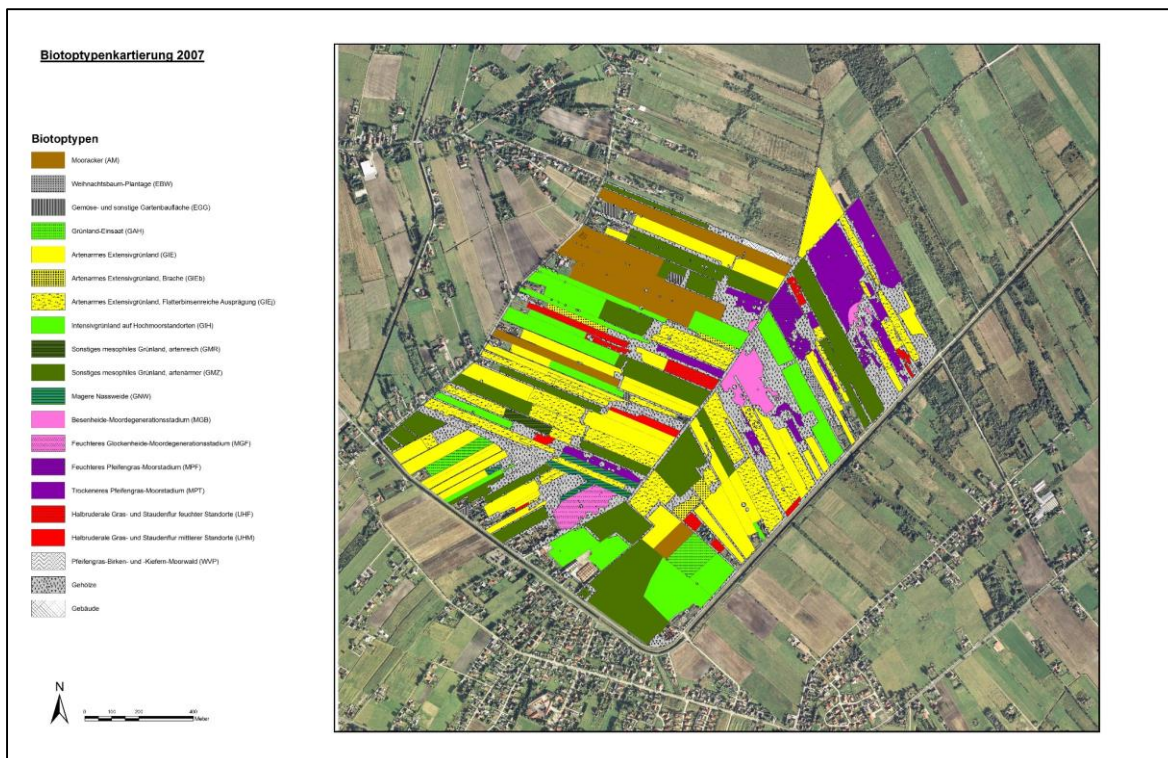 Biotoptypenkartierung 2007
Biotoptypen
Mooracker (AM)
Weihnachtsbaum-Plantage (EBW)
Gemüse- und sonstige Gartenbaufläche (EGG)
Grünland-Einsaat (GAH)
Artenarmes Extensivgrünland (GIE)
Artenarmes Extensivgrünland, Brache (GIEb)
Artenarmes Extensivgrünland, Flatterbinsenreiche Ausprägung (GIEj)
Intensivgrünland auf Hochmoorstandorten (GIH)
Sonstiges mesophiles Grünland, artenreich (GMR)
Sonstiges mesophiles Grünland, artenärmer (GMZ)
Magere Nassweide (GNW)
Besenheide-Moordegenerationsstadium (MGB)
Feuchteres Glockenheide-Moordegenerationsstadium (MGF)
Feuchteres Pfeifengras-Moorstadium (MPF)
Trockeneres Pfeifengras-Moorstadium (MPT)
Halbruderale Gras- und Staudenflur feuchter Standorte (UHF)
Halbruderale Gras- und Staudenflur mittlerer Standorte (UHM)
Pfeifengras-Birken- und -Kiefern-Moorwald (WVP)
Gehölze
Gebäude
N
0 100 200 400
Meter